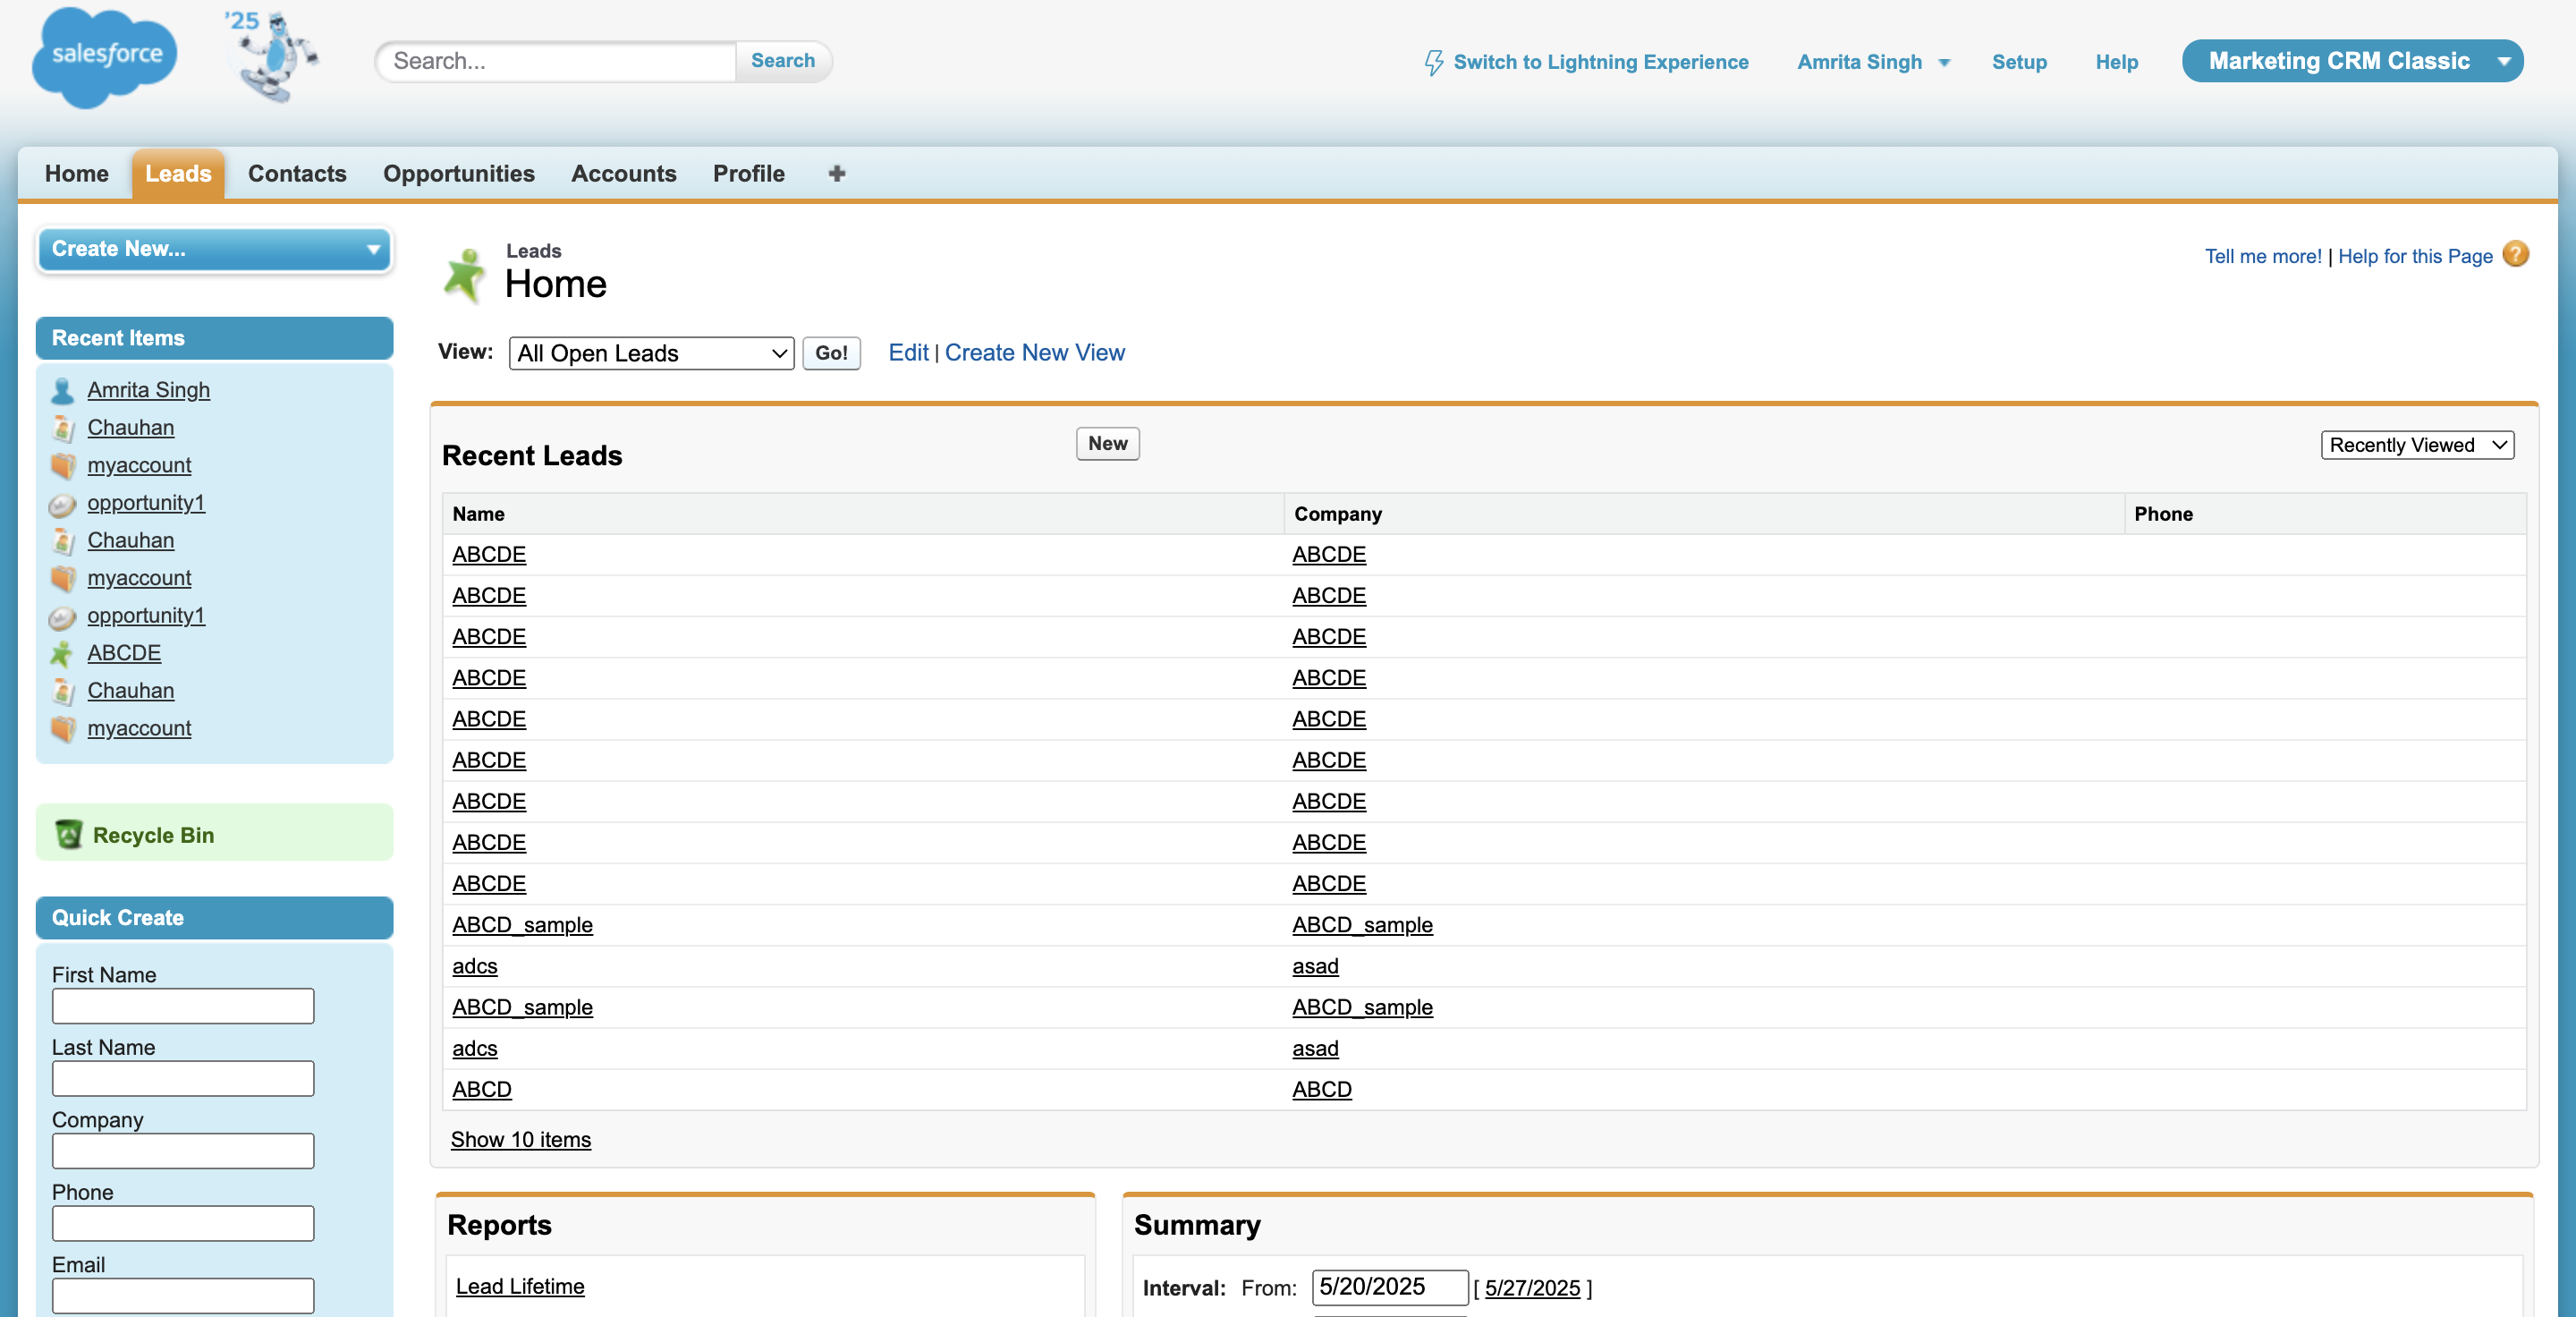 salesforce
'25
Search...
Search
Switch to Lightning Experience
Amrita Singh
Setup
Help
Marketing CRM Classic
Home
Leads
Contacts
Opportunities
Accounts
Profile
+
Create New...
Recent Items
Amrita Singh
Chauhan
myaccount
opportunity1
Chauhan
myaccount
opportunity1
ABCDE
Chauhan
myaccount
Recycle Bin
Quick Create
First Name
Last Name
Company
Phone
Email
Leads
Home
Tell me more! | Help for this Page ?
View: All Open Leads Go! Edit | Create New View
Recent Leads
New
Recently Viewed
Name Company Phone
ABCDE ABCDE
ABCDE ABCDE
ABCDE ABCDE
ABCDE ABCDE
ABCDE ABCDE
ABCDE ABCDE
ABCDE ABCDE
ABCDE ABCDE
ABCDE ABCDE
ABCD_sample ABCD_sample
adcs asad
ABCD_sample ABCD_sample
adcs asad
ABCD ABCD
Show 10 items
Reports
Lead Lifetime
Summary
Interval: From: 5/20/2025 [ 5/27/2025 ]